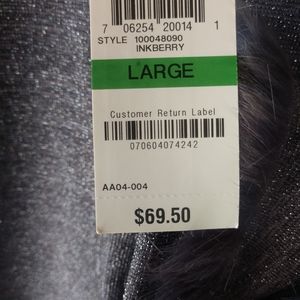 7 06254 20014 1
STYLE 100048090
INKBERRY
LARGE
Customer Return Label
070604074242
AA04-004
$69.50